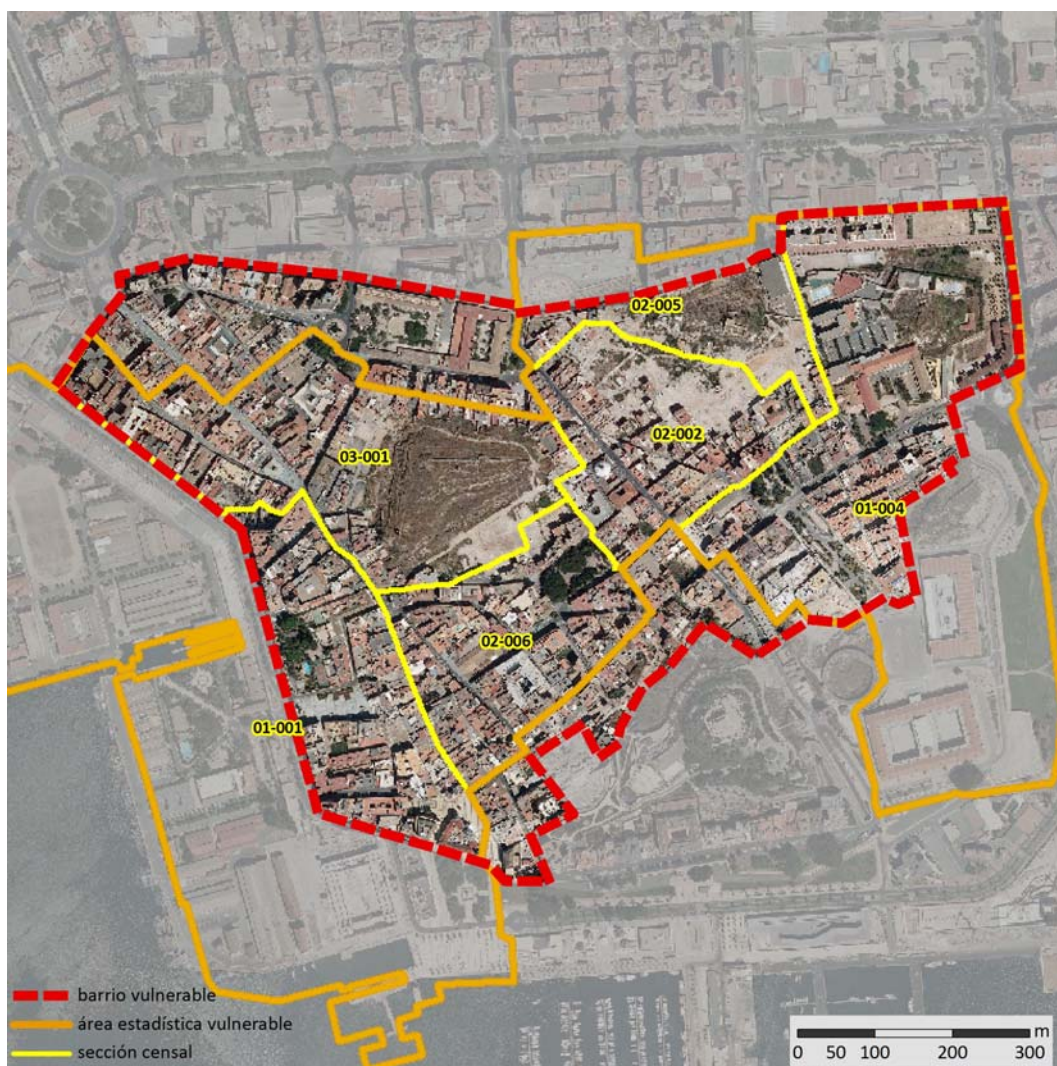 02-005
02-002
03-001
01-004
02-006
01-001
barrio vulnerable
área estadística vulnerable
sección censal
m
0 50 100 200 300